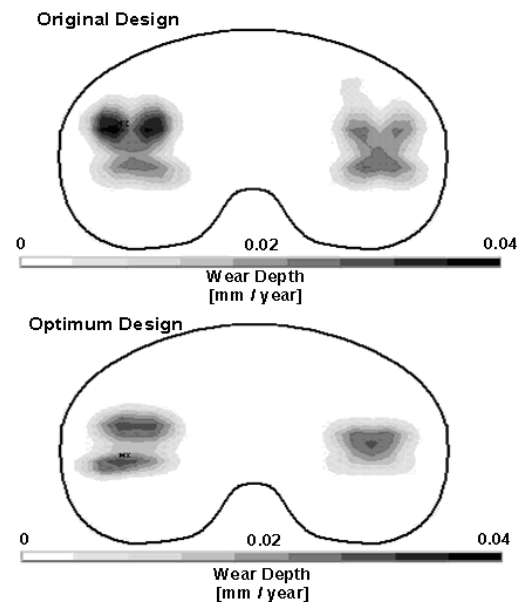 Original Design
MX
0 0.02 0.04
Wear Depth
[mm / year]
Optimum Design
MX
0 0.02 0.04
Wear Depth
[mm / year]